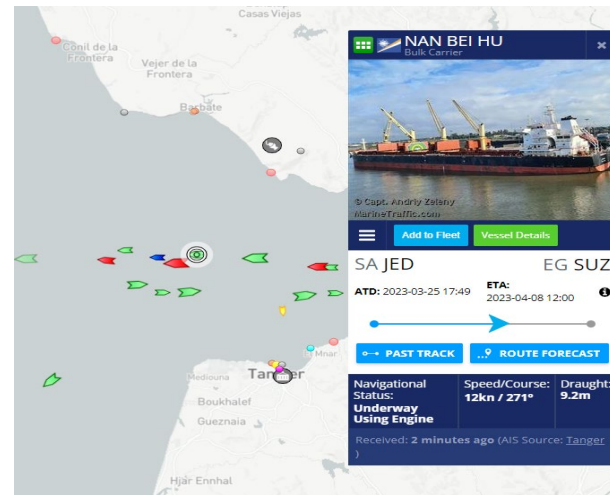 Casas Viejas
Conil de la
Frontera
Vejer de la
Frontera
Barbate
Mnar
Mediouna
Tanger
Boukhalef
Gueznaia
Hjar Ennhal
NAN BEI HU
Bulk Carrier
×
© Capt. Andriy Zeleny
MarineTraffic.com
Add to Fleet
Vessel Details
SA JED
EG SUZ
ATD: 2023-03-25 17:49
ETA:
2023-04-08 12:00
PAST TRACK
ROUTE FORECAST
Navigational
Status:
Underway
Using Engine
Speed/Course:
12kn / 271°
Draught:
9.2m
Received: 2 minutes ago (AIS Source: Tanger
)